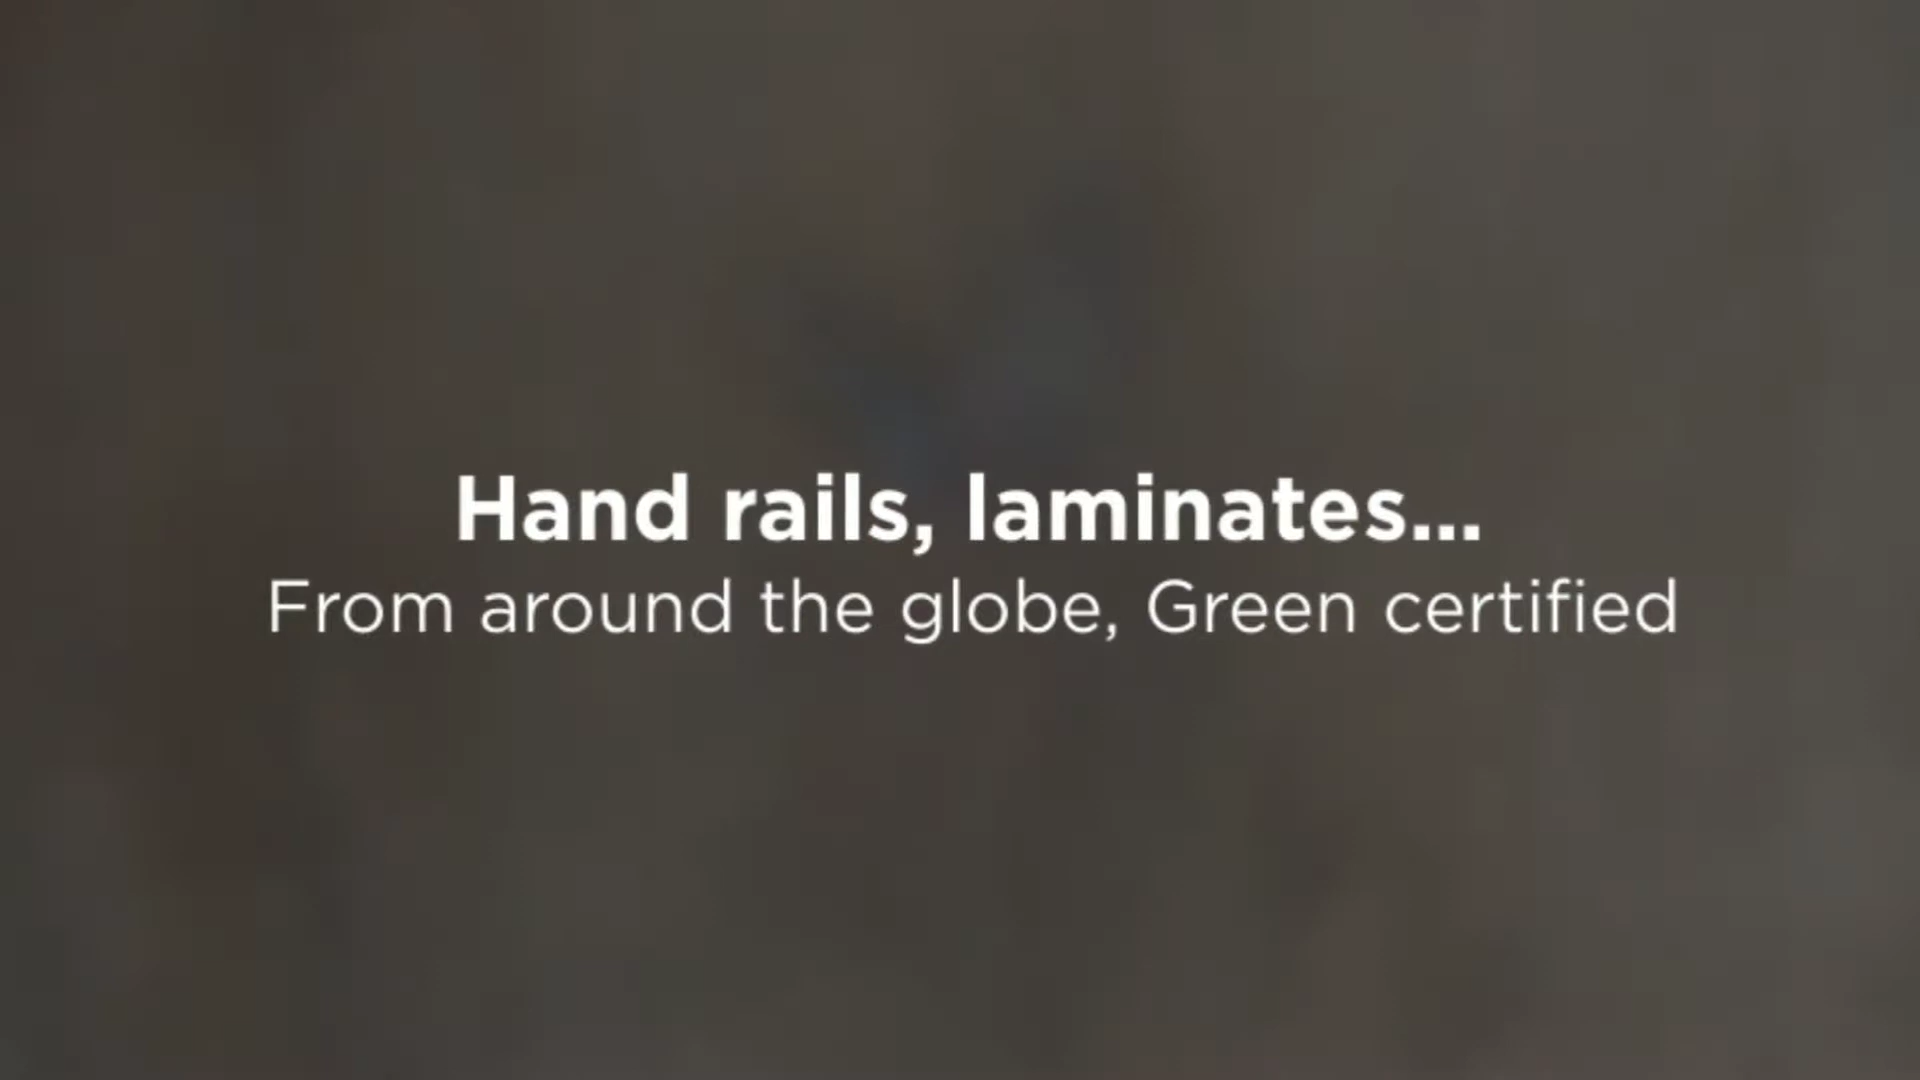 Hand rails, laminates...
From around the globe, Green certified